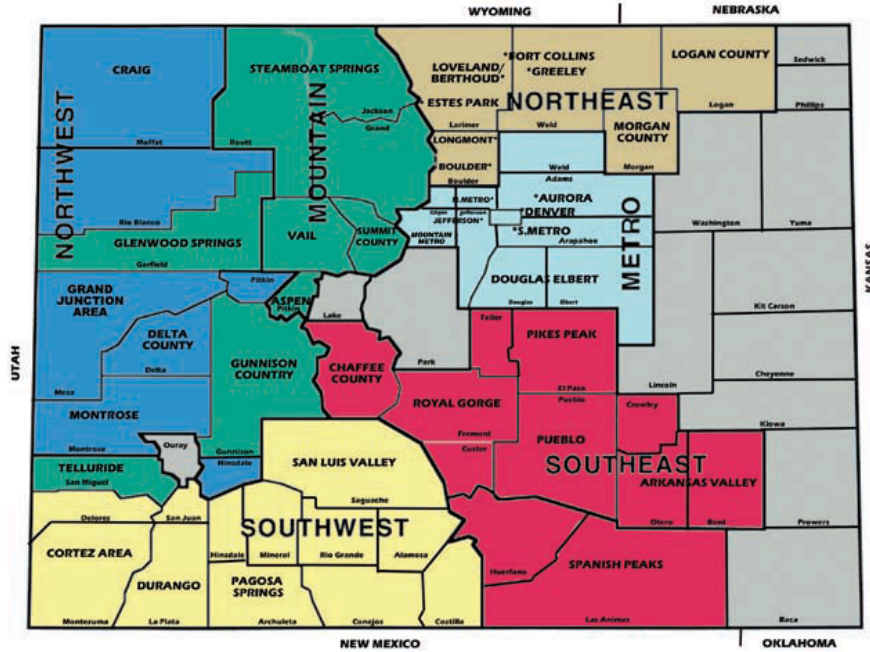 WYOMING
NEBRASKA
CRAIG
STEAMBOAT SPRINGS
LOVELAND/
BERTHOUD*
*FORT COLLINS
*GREELEY
LOGAN COUNTY
Sedwick
ESTES PARK
NORTHEAST
Jackson
Grand
Larimer
Weld
Logan
Phillips
NORTHWEST
MOUNTAIN
MORGAN
COUNTY
Moffat
Routt
LONGMONT*
BOULDER*
Boulder
Weld
Adams
Morgan
Rio Blanco
N.METRO*
*AURORA
*DENVER
Washington
Yuma
GLENWOOD SPRINGS
VAIL
SUMMIT
COUNTY
Gilpin
Jefferson
JEFFERSON*
MOUNTAIN
METRO
*S.METRO
Arapahoe
METRO
Garfield
GRAND
JUNCTION
AREA
Pitkin
ASPEN
Pitkin
DOUGLAS
ELBERT
Douglas
Elbert
KANSAS
Lake
Kit Carson
DELTA
COUNTY
Teller
PIKES PEAK
UTAH
Mesa
Delta
GUNNISON
COUNTRY
CHAFFEE
COUNTY
Park
El Paso
Lincoln
Cheyenne
MONTROSE
ROYAL GORGE
Pueblo
Crowley
Kiowa
Montrose
Ouray
Gunnison
Fremont
Custer
PUEBLO
TELLURIDE
San Miguel
Hinsdale
SAN LUIS VALLEY
SOUTHEAST
ARKANSAS VALLEY
Saguache
Dolores
San Juan
SOUTHWEST
Otero
Bent
Prowers
CORTEZ AREA
Hinsdale
Mineral
Rio Grande
Alamosa
Huerfano
SPANISH PEAKS
DURANGO
PAGOSA
SPRINGS
Montezuma
La Plata
Archuleta
Conejos
Costilla
Las Animas
Baca
NEW MEXICO
OKLAHOMA